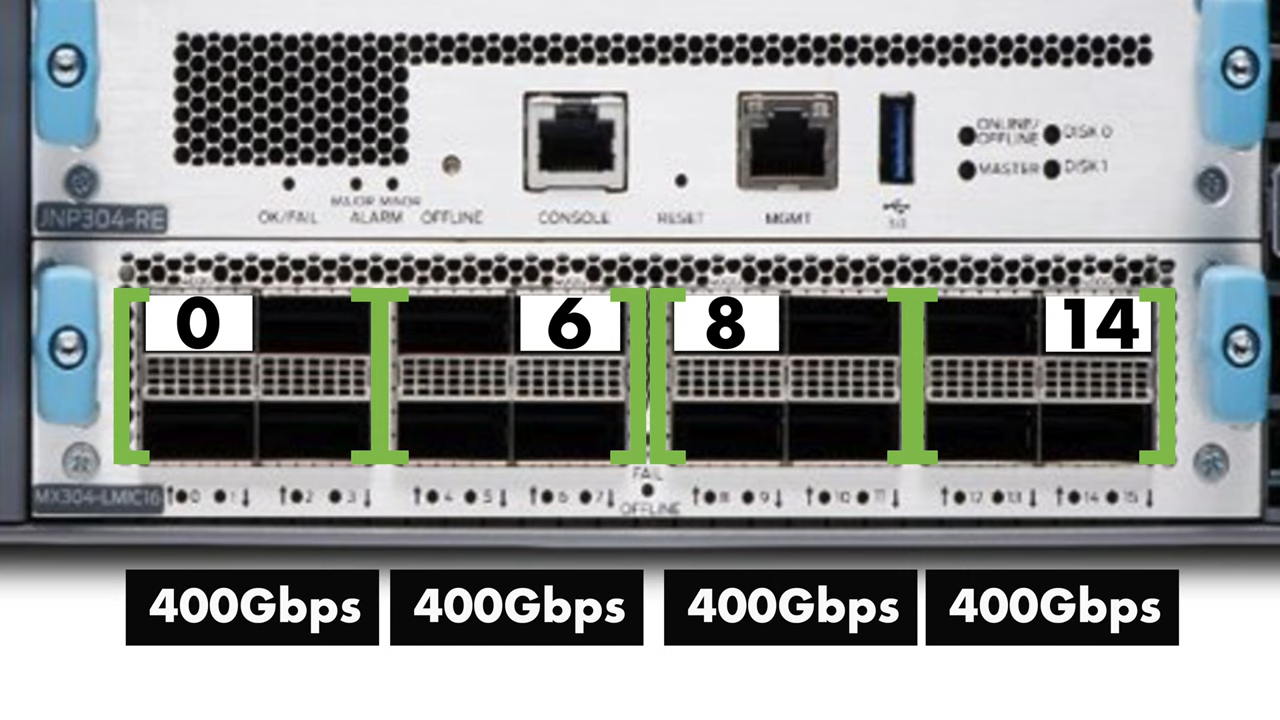 ONLINE/ DISK 0
OFFLINE
MASTER DISK 1
MAJOR
OK/FAIL ALARM OFFLINE CONSOLE RESET MGMT
JNP304-RE
0 6 8 14
FAIL
MX304-LMIC16 0 1 2 3 4 5 6 7 8 9 10 11 12 13 14 15
OFFLINE
400Gbps 400Gbps 400Gbps 400Gbps